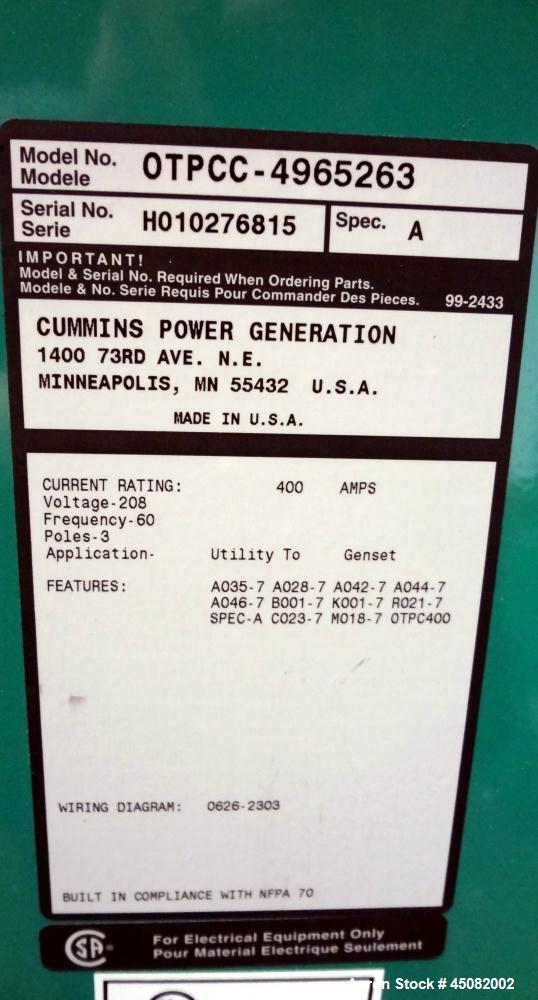 Model No. OTPCC-4965263
Modele
Serial No. H010276815 Spec. A
Serie
IMPORTANT!
Model & Serial No. Required When Ordering Parts.
Modele & No. Serie Requis Pour Commander Des Pieces. 99-2433
CUMMINS POWER GENERATION
1400 73RD AVE. N.E.
MINNEAPOLIS, MN 55432 U.S.A.
MADE IN U.S.A.
CURRENT RATING: 400 AMPS
Voltage-208
Frequency-60
Poles-3
Application- Utility To Genset
FEATURES: A035-7 A028-7 A042-7 A044-7
A046-7 B001-7 K001-7 R021-7
SPEC-A C023-7 M018-7 OTPC400
WIRING DIAGRAM: 0626-2303
BUILT IN COMPLIANCE WITH NFPA 70
SA For Electrical Equipment Only
Pour Material Electrique Seulement
Stock # 45082002